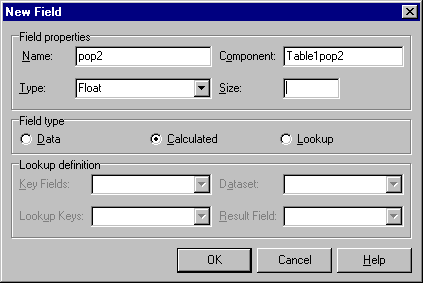 New Field
Field properties
Name: pop2 Component: Table1pop2
Type: Float Size:
Field type
Data Calculated Lookup
Lookup definition
Key Fields: Dataset:
Lookup Keys: Result Field:
OK Cancel Help